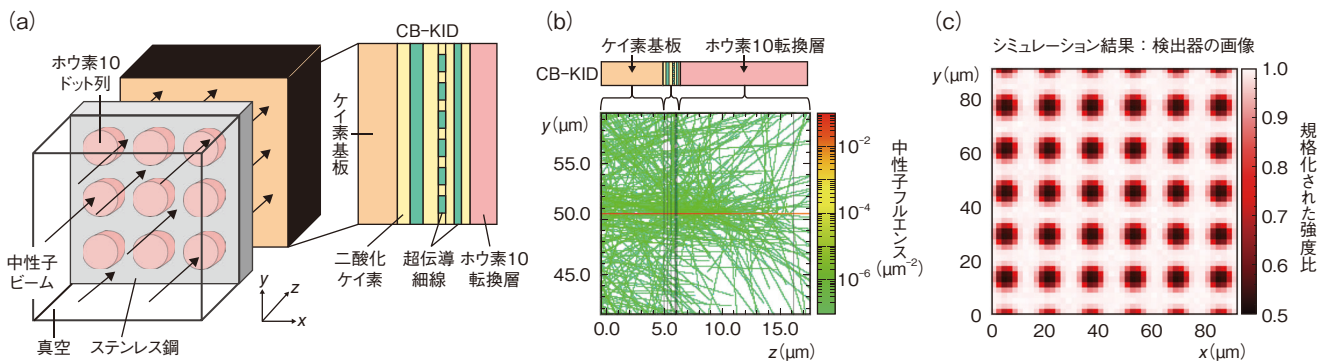 (a)
ホウ素10
ドット列
CB-KID
ケイ素基板
中性子
ビーム
真空
ステンレス鋼
y
z
x
二酸化
ケイ素
超伝導
細線
ホウ素10
転換層
(b)
ケイ素基板
ホウ素10転換層
CB-KID
y(μm)
55.0
50.0
45.0
0.0
5.0
10.0
15.0
z(μm)
10⁻²
10⁻⁴
10⁻⁶
中性子フルエンス
(μm⁻²)
(c)
シミュレーション結果：検出器の画像
y(μm)
80
60
40
20
0
0
20
40
60
80
x(μm)
1.0
0.9
0.8
0.7
0.6
0.5
規格化された強度比